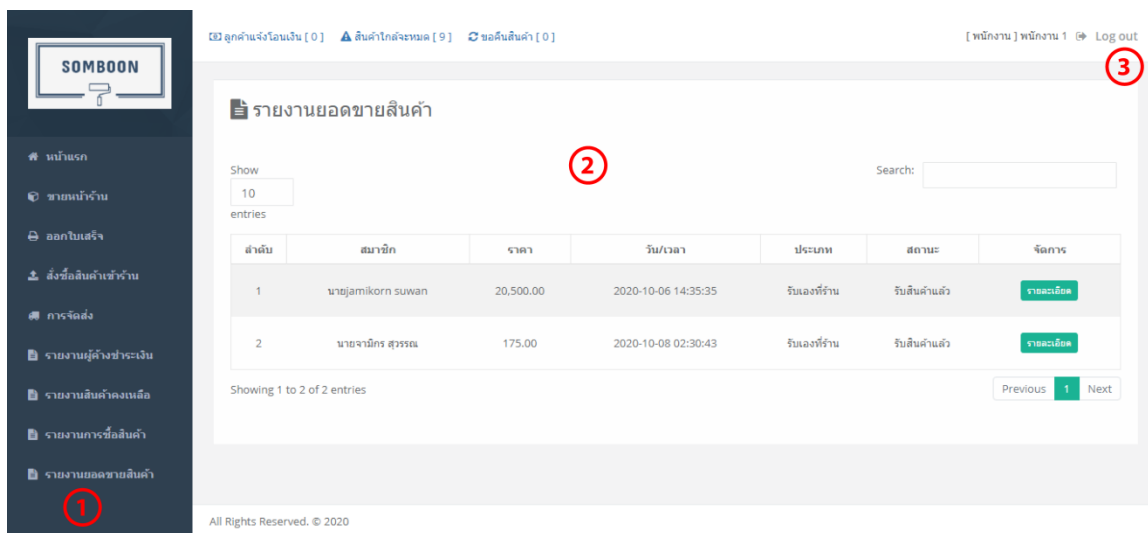 SOMBOON
หน้าแรก
ขายหน้าร้าน
ออกใบเสร็จ
สั่งซื้อสินค้าเข้าร้าน
การจัดส่ง
รายงานผู้ค้างชำระเงิน
รายงานสินค้าคงเหลือ
รายงานการซื้อสินค้า
รายงานยอดขายสินค้า
1
ลูกค้าแจ้งโอนเงิน [ 0 ] สินค้าใกล้จะหมด [ 9 ] ขอคืนสินค้า [ 0 ] [ พนักงาน ] พนักงาน 1 Log out
3
รายงานยอดขายสินค้า
2
Show
10
entries
Search:
ลำดับ สมาชิก ราคา วัน/เวลา ประเภท สถานะ จัดการ
1 นายjamikorn suwan 20,500.00 2020-10-06 14:35:35 รับเองที่ร้าน รับสินค้าแล้ว รายละเอียด
2 นายจามิกร สุวรรณ 175.00 2020-10-08 02:30:43 รับเองที่ร้าน รับสินค้าแล้ว รายละเอียด
Showing 1 to 2 of 2 entries
Previous 1 Next
All Rights Reserved. © 2020